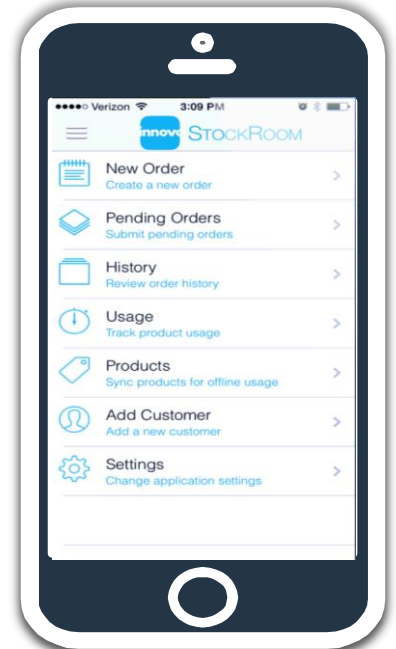 Verizon 3:09 PM
innovo STOCKROOM
New Order
Create a new order
Pending Orders
Submit pending orders
History
Review order history
Usage
Track product usage
Products
Sync products for offline usage
Add Customer
Add a new customer
Settings
Change application settings